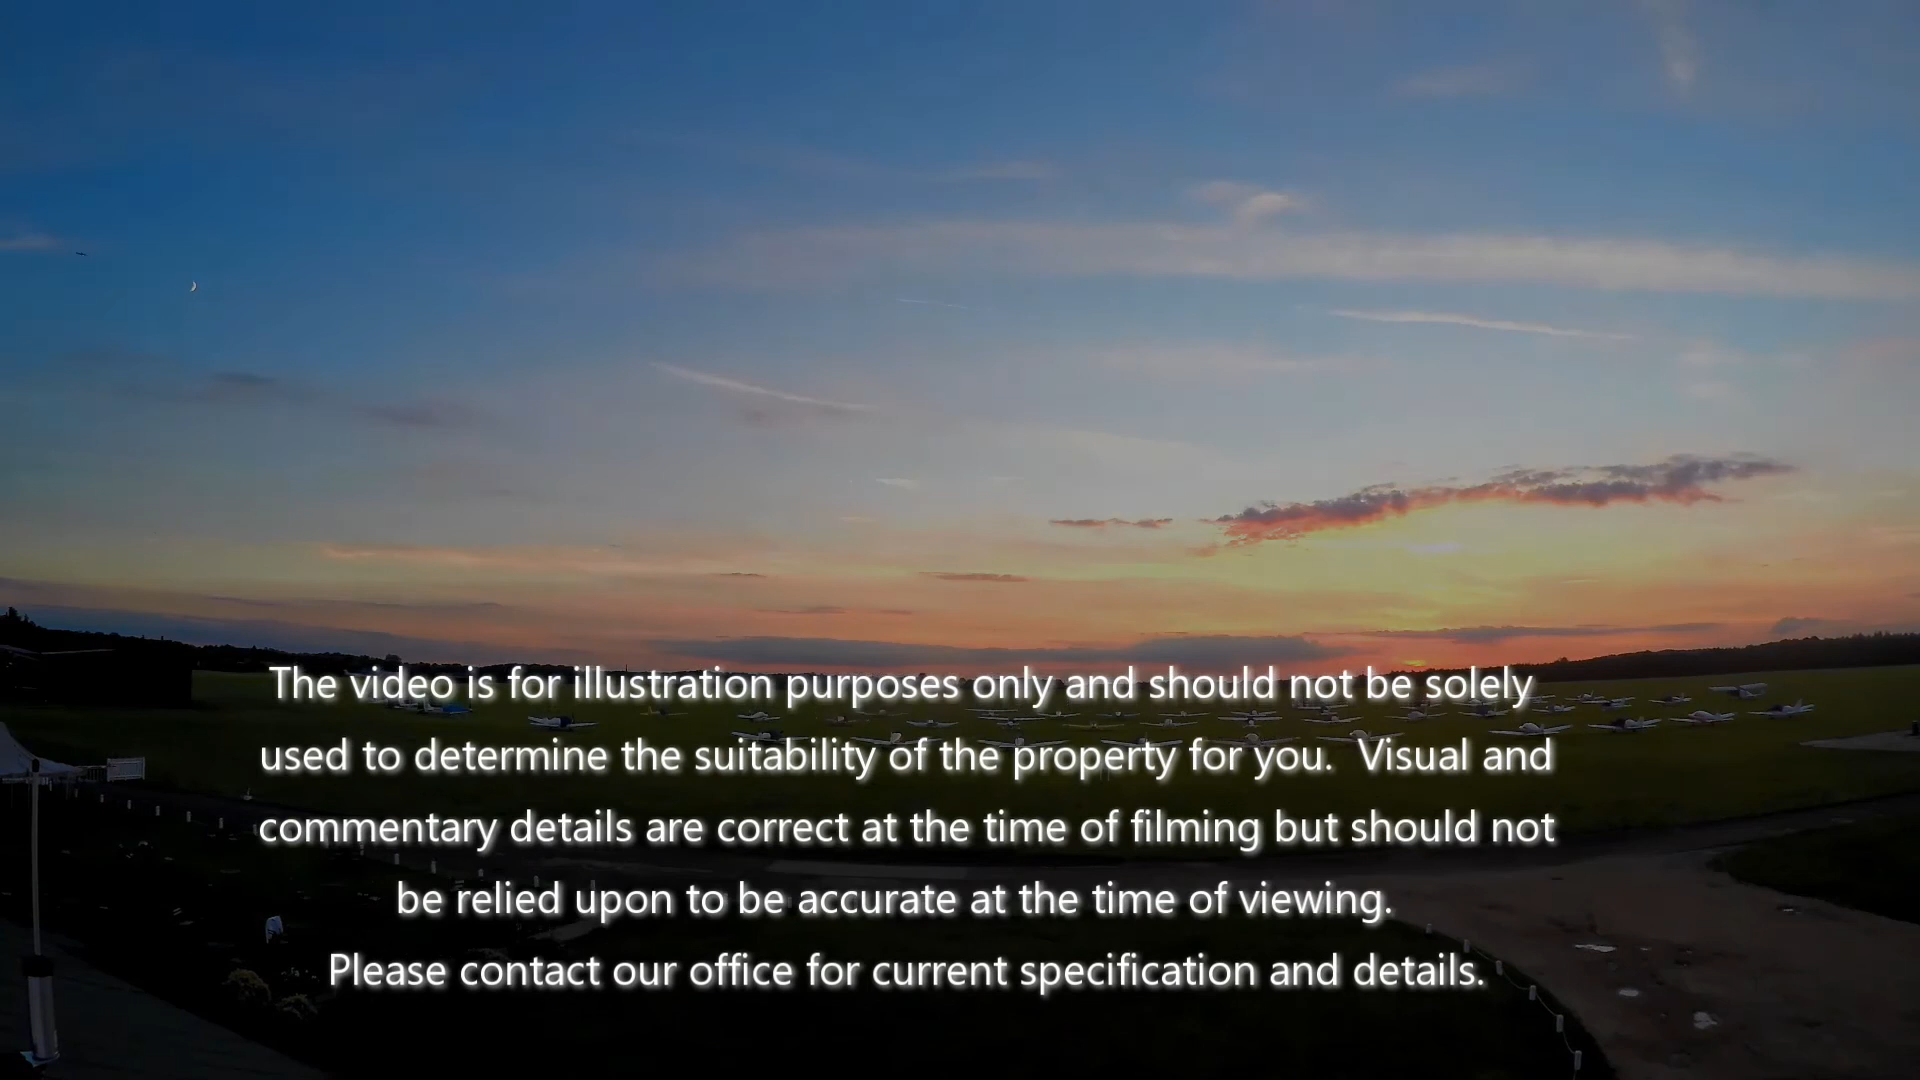 The video is for illustration purposes only and should not be solely
used to determine the suitability of the property for you.  Visual and
commentary details are correct at the time of filming but should not
be relied upon to be accurate at the time of viewing.
Please contact our office for current specification and details.